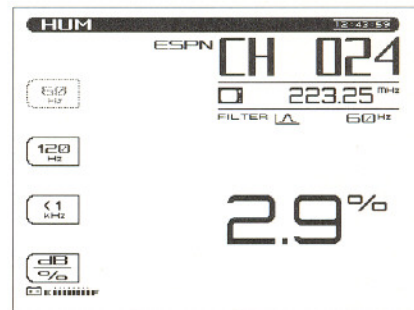 HUM 12:43:59
ESPN CH 024
223.25 MHz
FILTER 60 Hz
60 Hz
120 Hz
<1 kHz
2.9%
dB %
E F